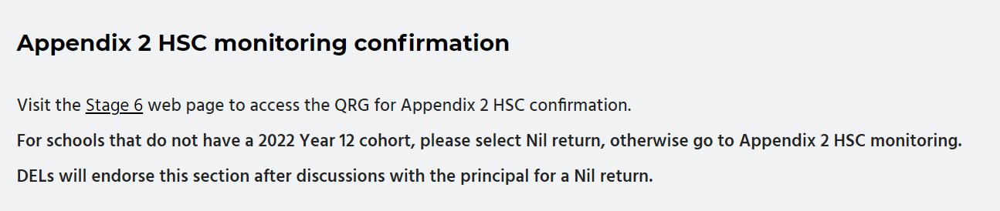 Appendix 2 HSC monitoring confirmation
Visit the Stage 6 web page to access the QRG for Appendix 2 HSC confirmation.
For schools that do not have a 2022 Year 12 cohort, please select Nil return, otherwise go to Appendix 2 HSC monitoring.
DELs will endorse this section after discussions with the principal for a Nil return.